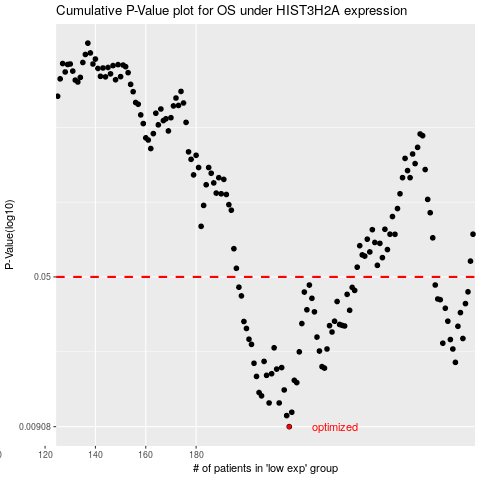 Cumulative P-Value plot for OS under HIST3H2A expression
P-Value(log10)
0.05
0.00908
optimized
0 120 140 160 180
# of patients in 'low exp' group